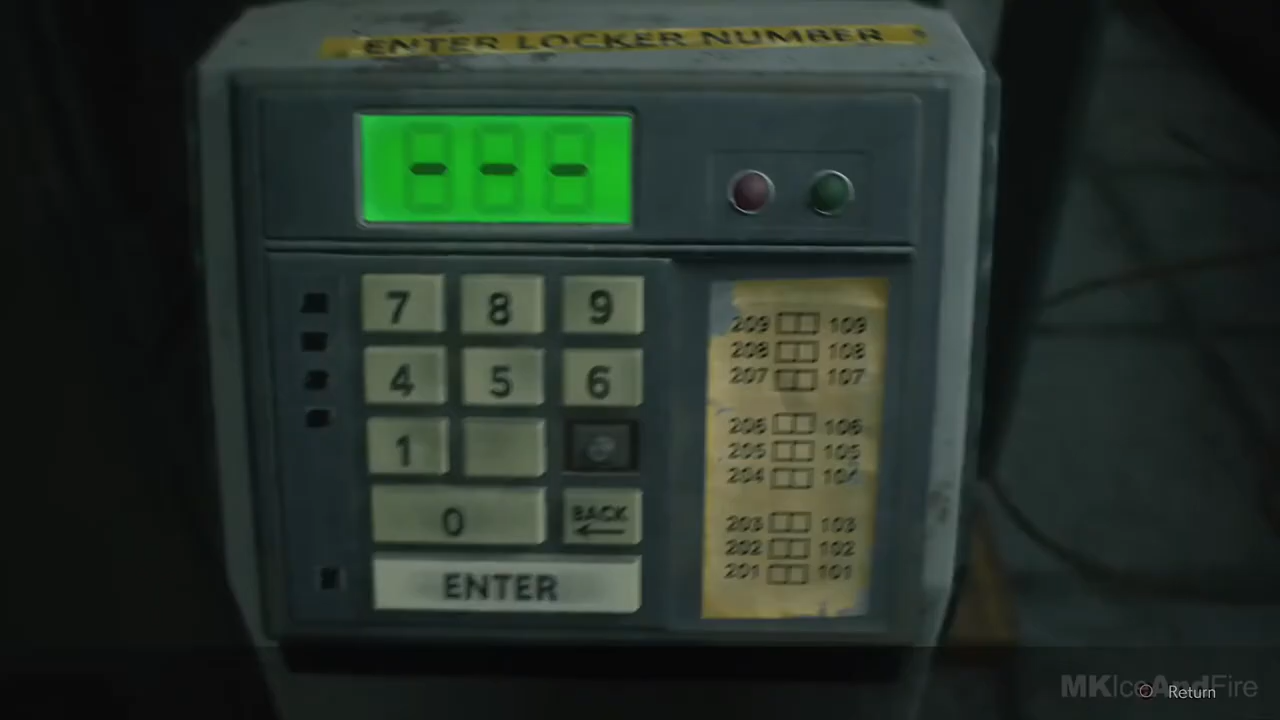 ENTER LOCKER NUMBER
- - -
7 8 9
4 5 6
1
0 BACK
ENTER
209 109
208 108
207 107
206 106
205 105
204 104
203 103
202 102
201 101
MKIceAndFire
Return